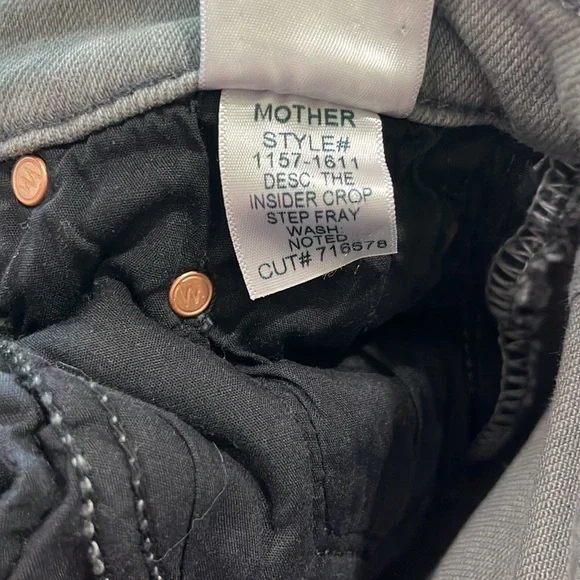 MOTHER
STYLE#
1157-1611
DESC. THE
INSIDER CROP
STEP FRAY
WASH:
NOTED
CUT# 716578
M
M